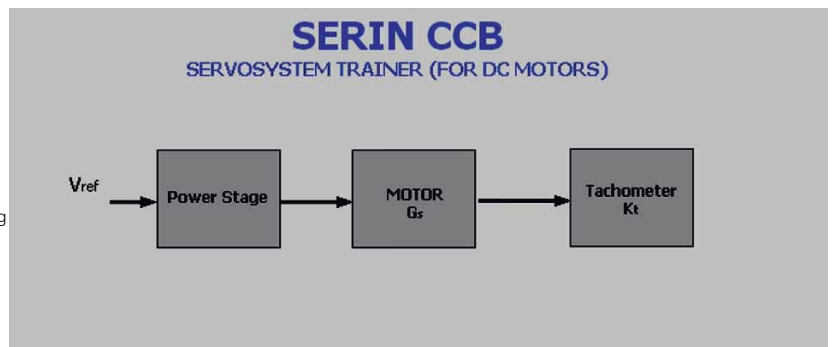 SERIN CCB
SERVOSYSTEM TRAINER (FOR DC MOTORS)
Vref
Power Stage
MOTOR
Gs
Tachometer
Kt
g